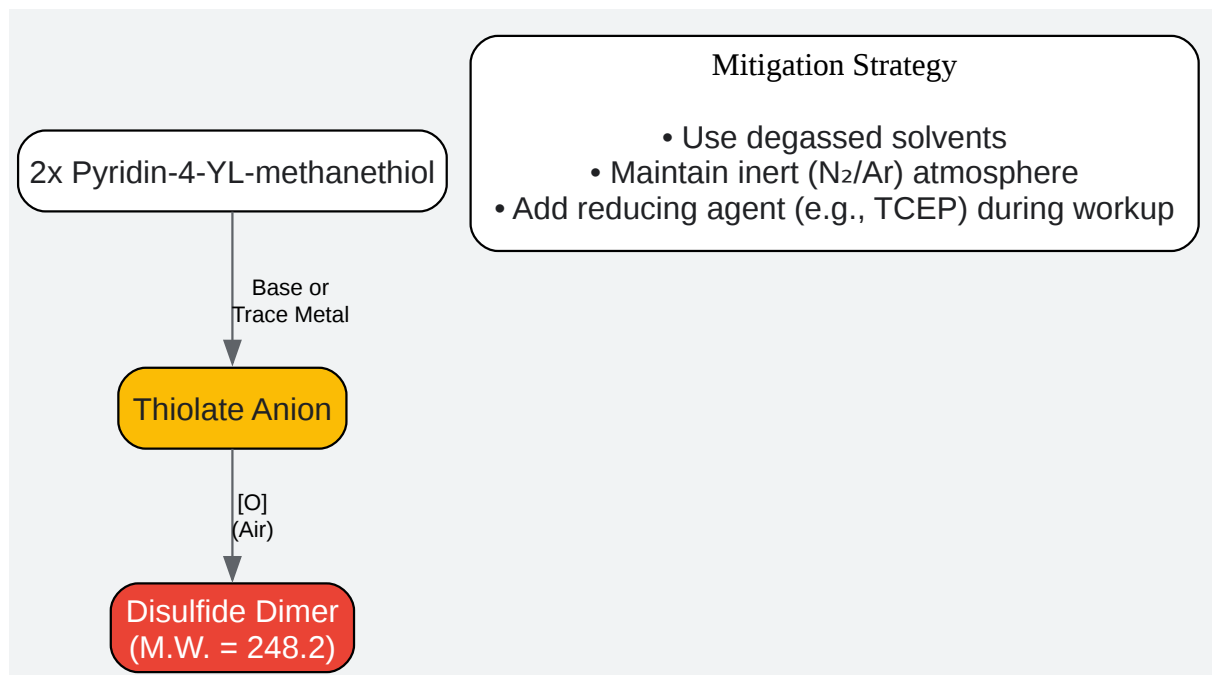 Mitigation Strategy
• Use degassed solvents
• Maintain inert (N₂/Ar) atmosphere
• Add reducing agent (e.g., TCEP) during workup
2x Pyridin-4-YL-methanethiol
Base or
Trace Metal
Thiolate Anion
[O]
(Air)
Disulfide Dimer
(M.W. = 248.2)